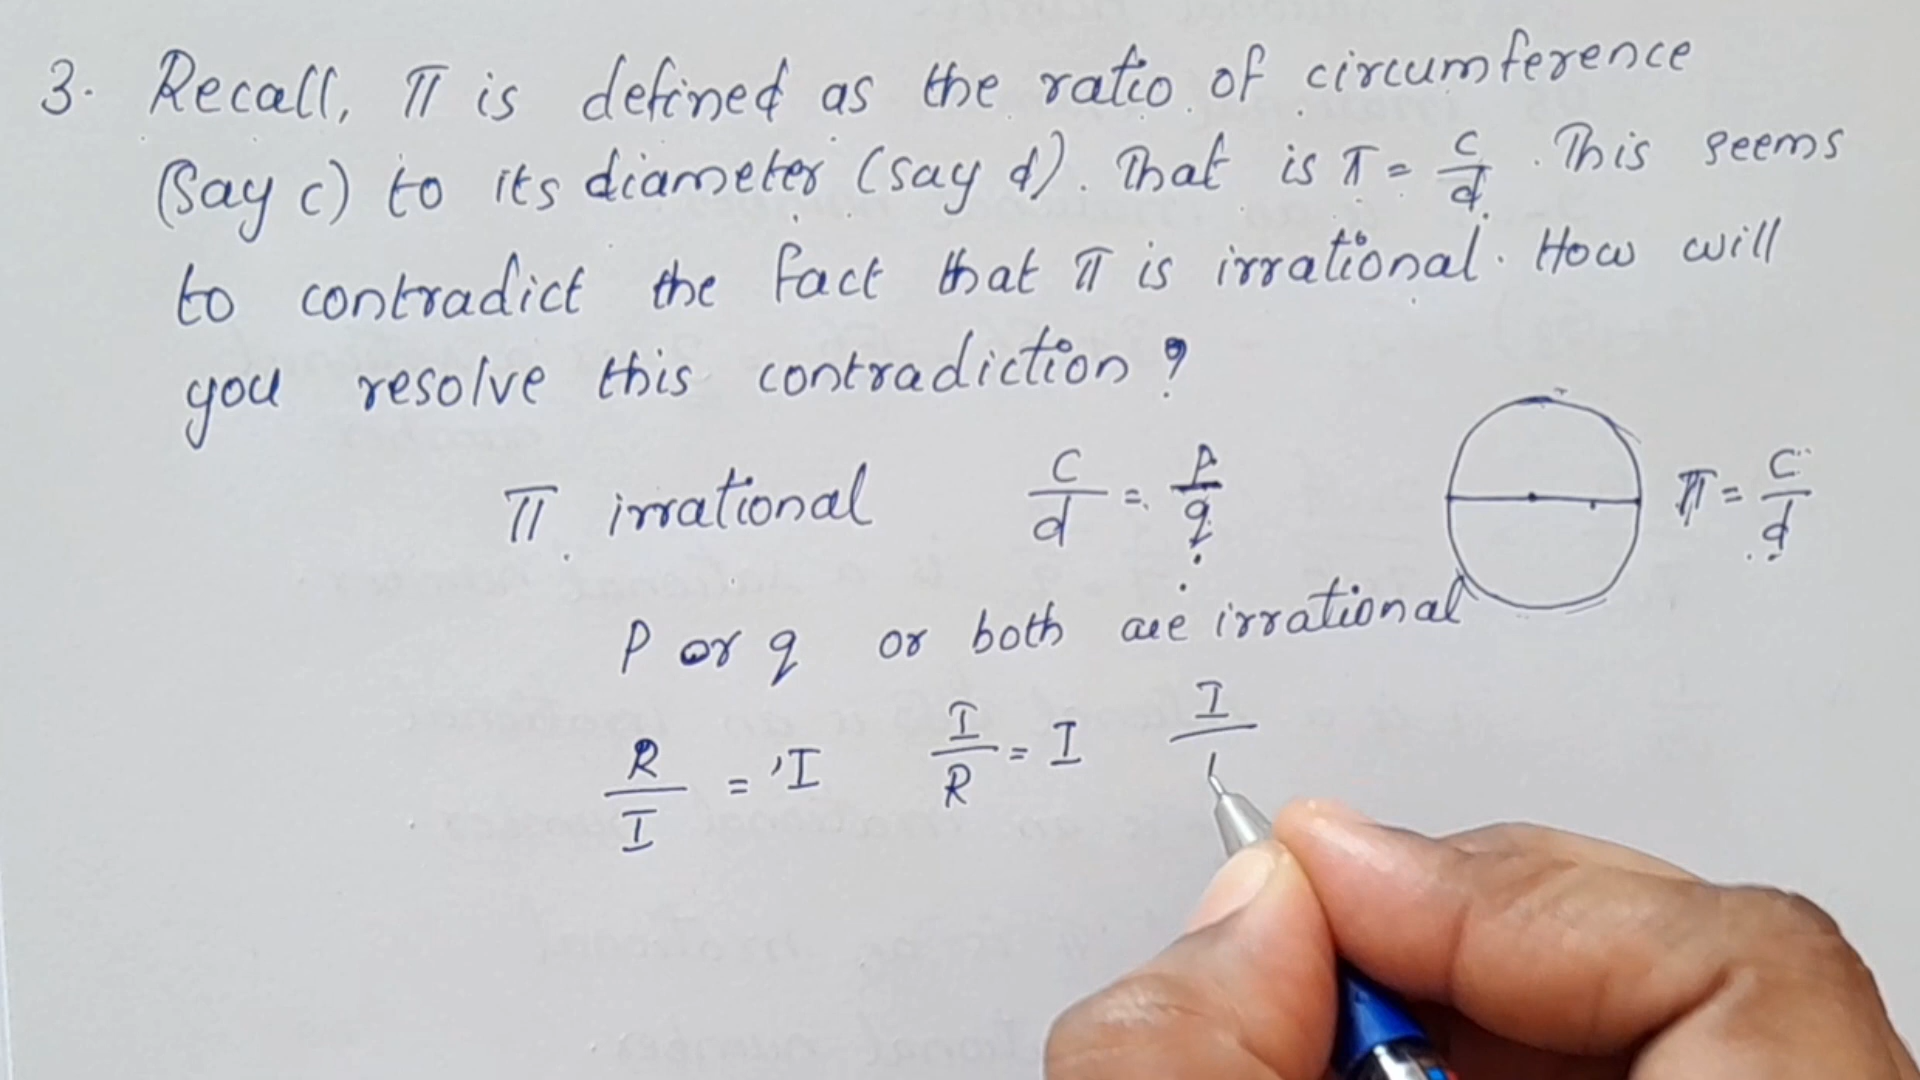 3. Recall, π is defined as the ratio of circumference
(Say c) to its diameter (say d). That is π = c/d. This seems
to contradict the fact that π is irrational. How will
you resolve this contradiction?
π irrational c/d = p/q π = c/d
P or q or both are irrational
R/I = I I/R = I I/